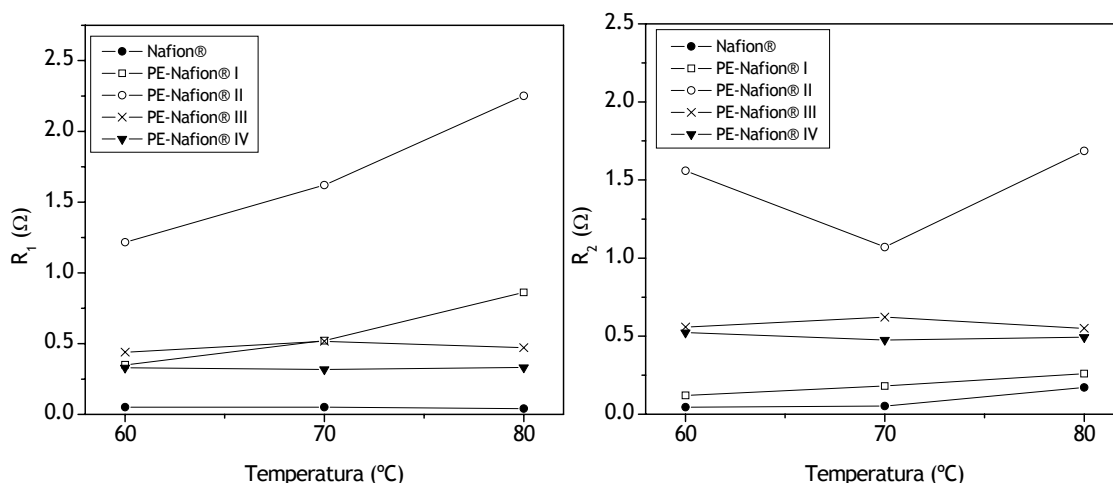 2.5
2.0
1.5
1.0
0.5
0.0
R1 (Ω)
Nafion®
PE-Nafion® I
PE-Nafion® II
PE-Nafion® III
PE-Nafion® IV
60 70 80
Temperatura (ºC)
2.5
2.0
1.5
1.0
0.5
0.0
R2 (Ω)
Nafion®
PE-Nafion® I
PE-Nafion® II
PE-Nafion® III
PE-Nafion® IV
60 70 80
Temperatura (ºC)